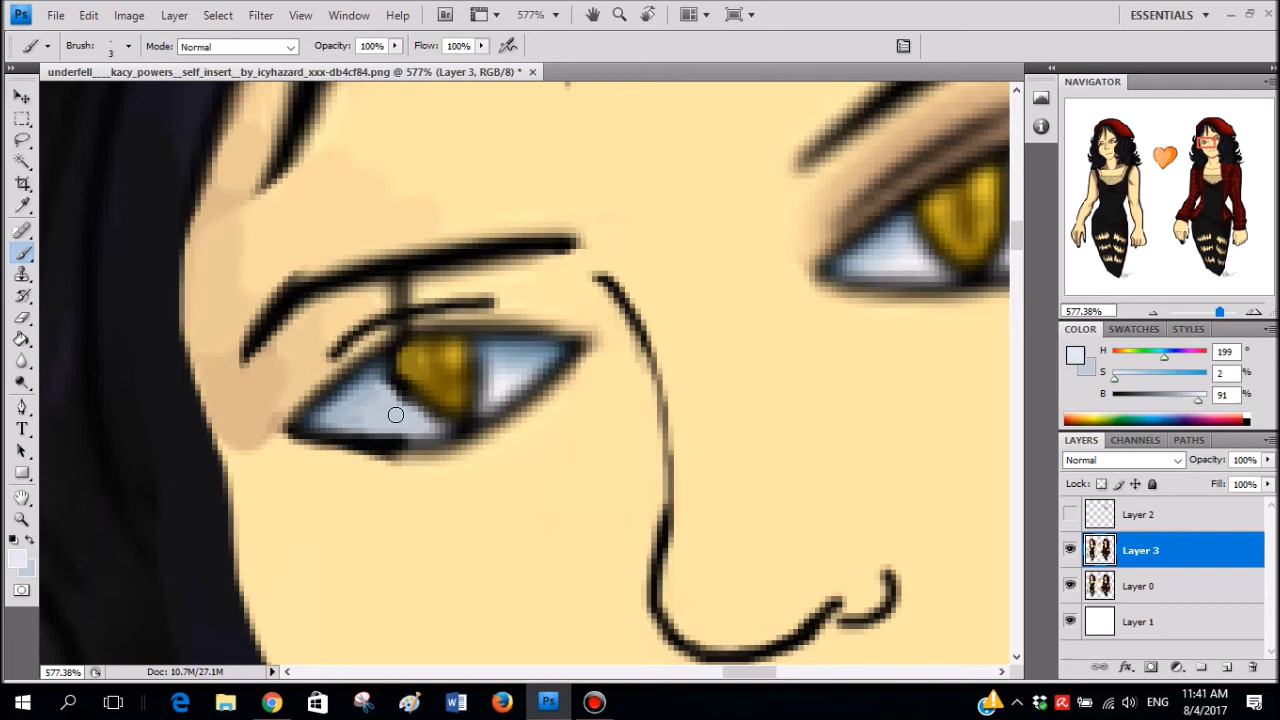 Ps File Edit Image Layer Select Filter View Window Help Br 577% ESSENTIALS
Brush: 3 Mode: Normal Opacity: 100% Flow: 100%
underfell____kacy_powers__self_insert__by_icyhazard_xxx-db4cf84.png @ 577% (Layer 3, RGB/8) *
NAVIGATOR
577.38%
COLOR SWATCHES STYLES
H 199 °
S 2 %
B 91 %
LAYERS CHANNELS PATHS
Normal Opacity: 100%
Lock: Fill: 100%
Layer 2
Layer 3
Layer 0
Layer 1
577.38% Doc: 10.7M/27.1M
ENG 11:41 AM
8/4/2017